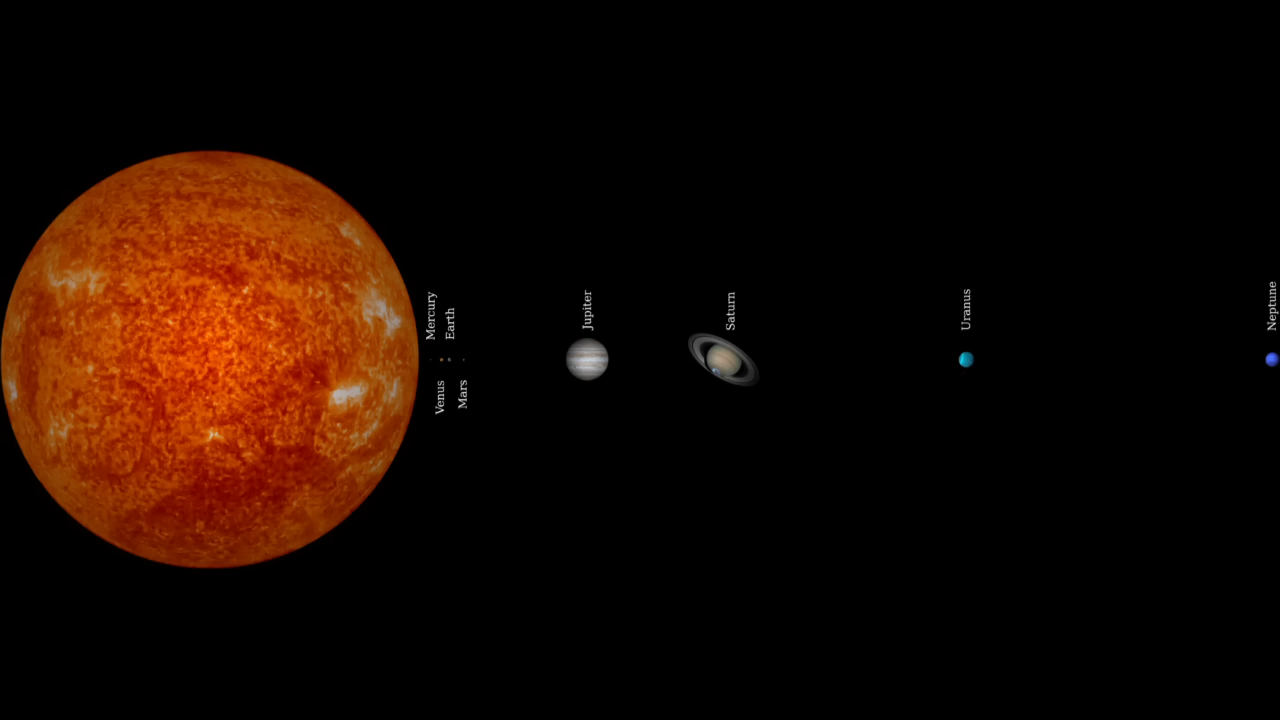 Mercury
Venus
Earth
Mars
Jupiter
Saturn
Uranus
Neptune